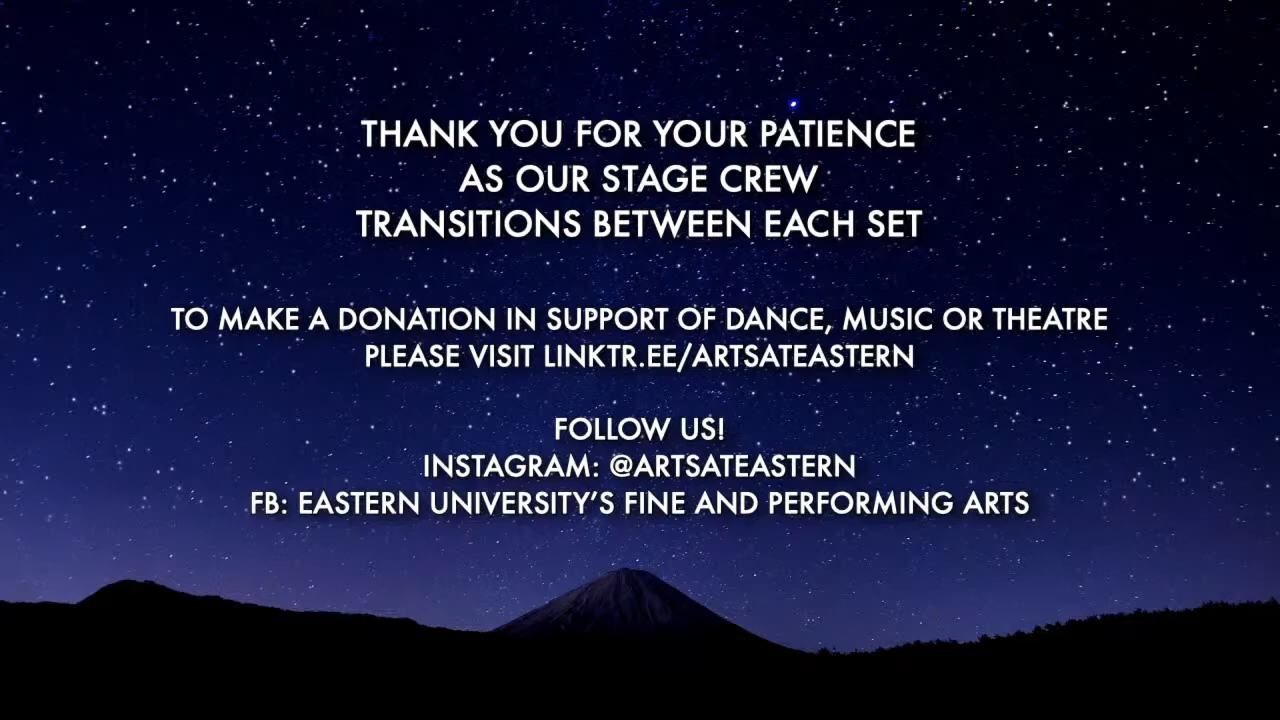 THANK YOU FOR YOUR PATIENCE
AS OUR STAGE CREW
TRANSITIONS BETWEEN EACH SET
TO MAKE A DONATION IN SUPPORT OF DANCE, MUSIC OR THEATRE
PLEASE VISIT LINKTR.EE/ARTSATEASTERN
FOLLOW US!
INSTAGRAM: @ARTSATEASTERN
FB: EASTERN UNIVERSITY’S FINE AND PERFORMING ARTS